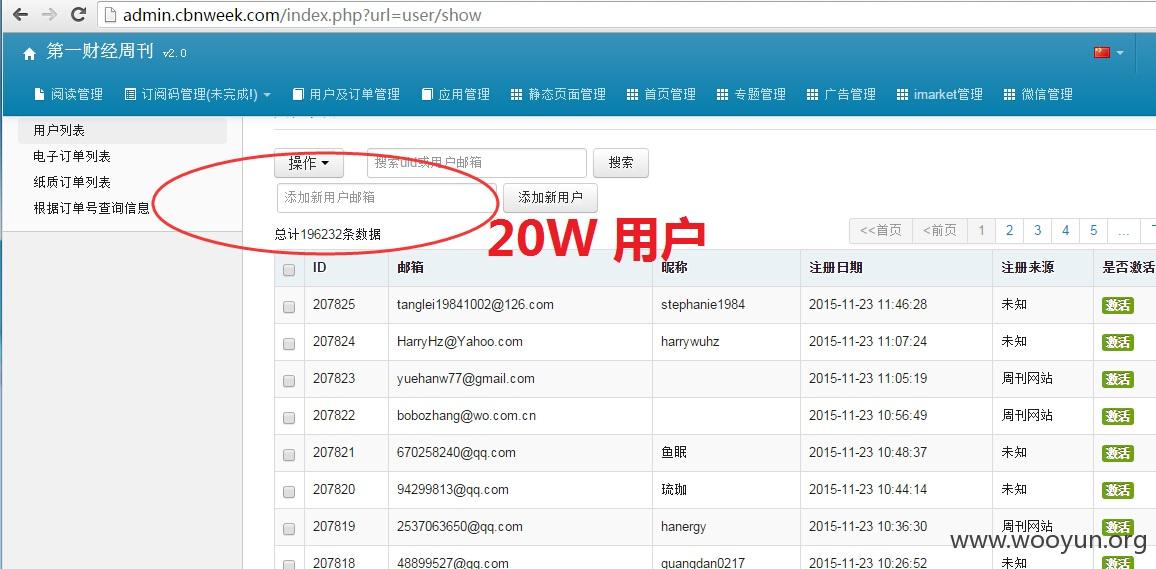 admin.cbnweek.com/index.php?url=user/show
第一财经周刊 v2.0
阅读管理 订阅码管理(未完成!) 用户及订单管理 应用管理 静态页面管理 首页管理 专题管理 广告管理 imarket管理 微信管理
用户列表
电子订单列表
纸质订单列表
根据订单号查询信息
操作 搜索uid或用户邮箱 搜索
添加新用户邮箱 添加新用户
总计196232条数据
20W 用户
<<首页 <前页 1 2 3 4 5 ...
ID 邮箱 昵称 注册日期 注册来源 是否激活
207825 tanglei19841002@126.com stephanie1984 2015-11-23 11:46:28 未知 激活
207824 HarryHz@Yahoo.com harrywuhz 2015-11-23 11:07:24 未知 激活
207823 yuehanw77@gmail.com 2015-11-23 11:05:19 周刊网站 激活
207822 bobozhang@wo.com.cn 2015-11-23 10:56:49 周刊网站 激活
207821 670258240@qq.com 鱼眠 2015-11-23 10:48:37 未知 激活
207820 94299813@qq.com 琉珈 2015-11-23 10:44:14 未知 激活
207819 2537063650@qq.com hanergy 2015-11-23 10:36:30 周刊网站 激活
www.wooyun.org
207818 48899527@qq.com guangdan0217 2015-11-23 10:26:52 未知 激活